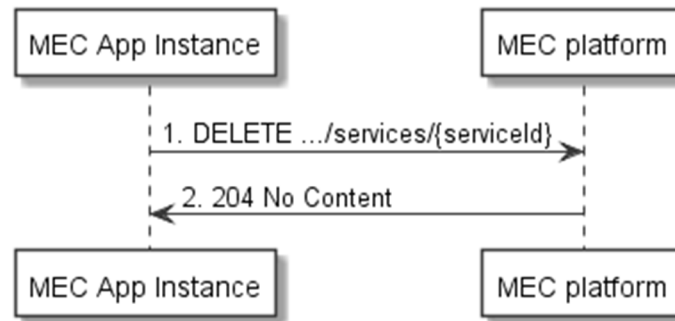 MEC App Instance
MEC platform
1. DELETE .../services/{serviceId}
2. 204 No Content
MEC App Instance
MEC platform